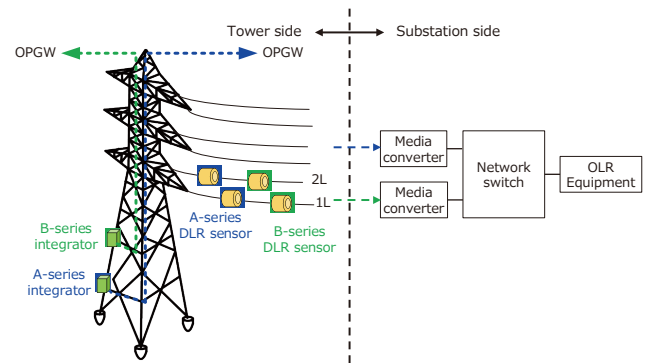 Tower side
Substation side
OPGW
OPGW
Media
converter
Network
switch
OLR
Equipment
Media
converter
2L
1L
A-series
DLR sensor
B-series
DLR sensor
B-series
integrator
A-series
integrator